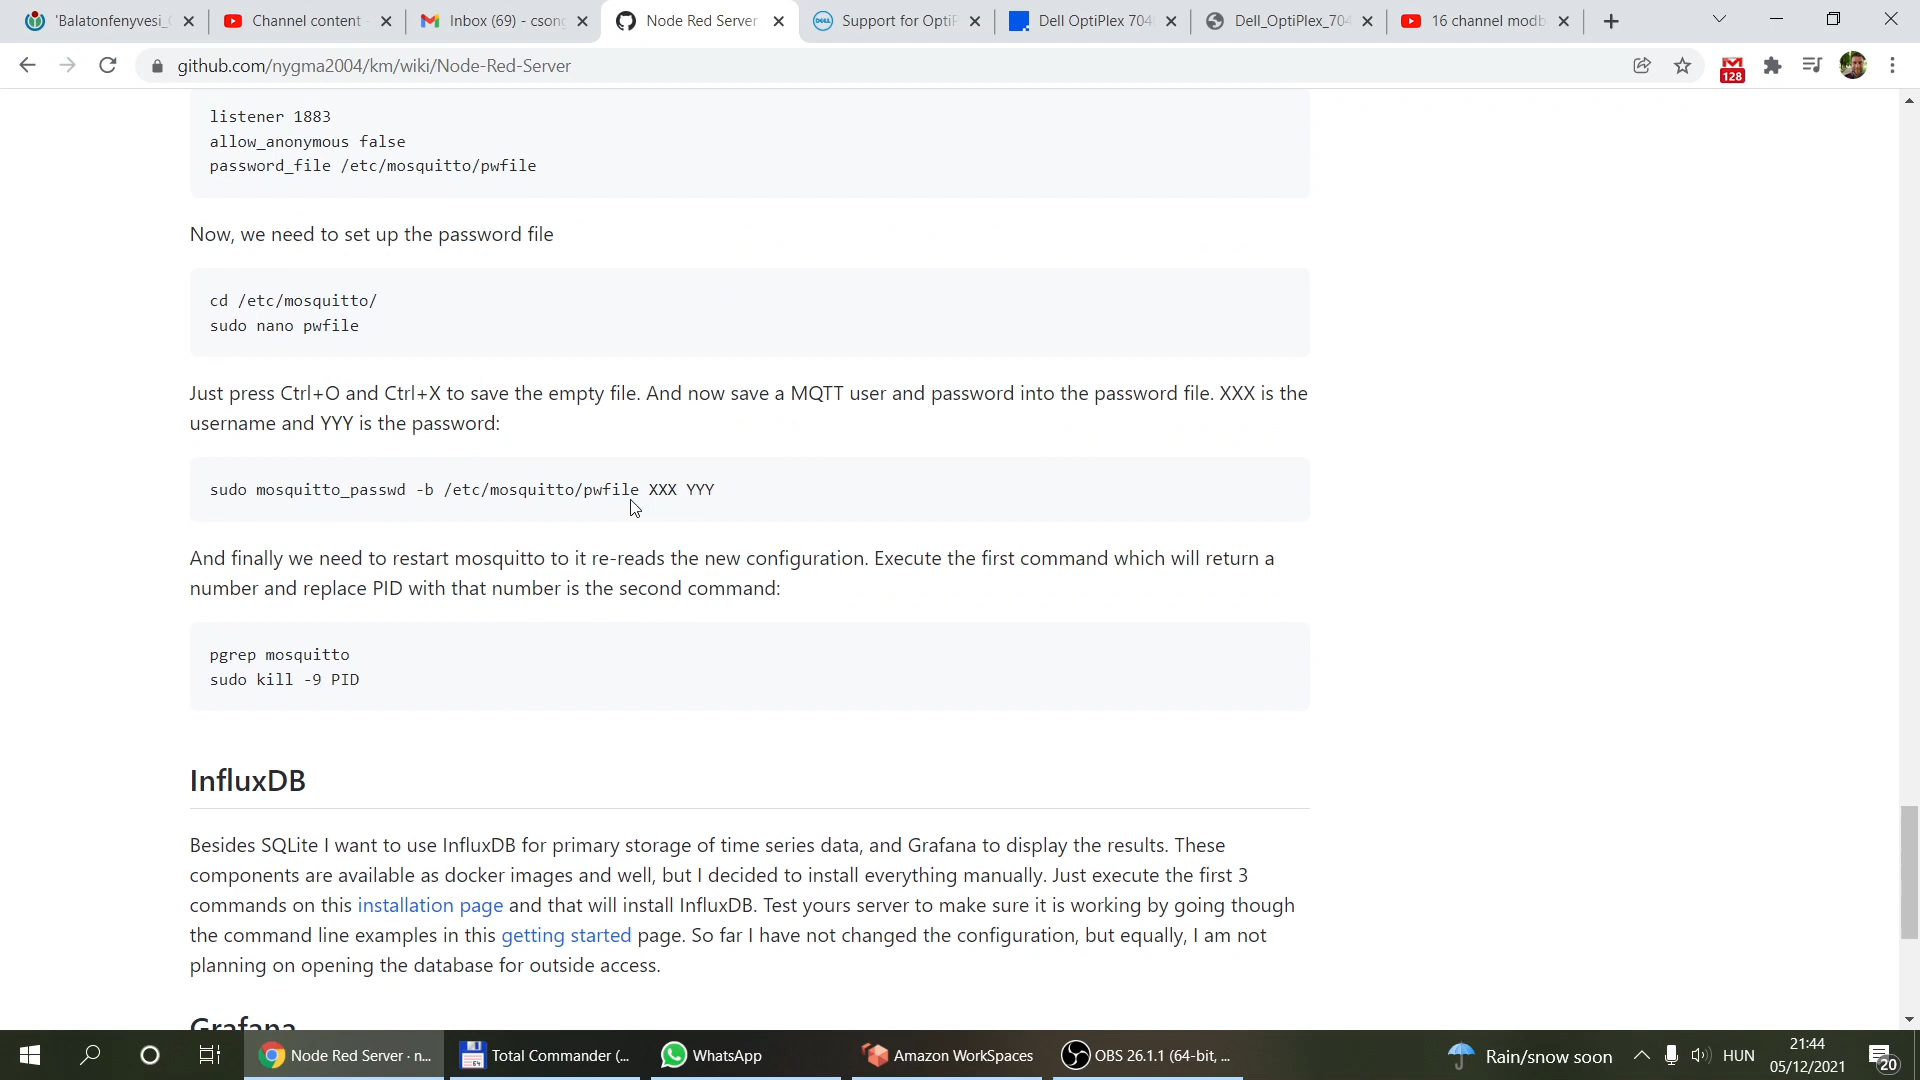 'Balatonfenyvesi_
Channel content -
Inbox (69) - csong
Node Red Server
Support for OptiP
Dell OptiPlex 704
Dell_OptiPlex_704
16 channel modb
github.com/nygma2004/km/wiki/Node-Red-Server
128
listener 1883
allow_anonymous false
password_file /etc/mosquitto/pwfile
Now, we need to set up the password file
cd /etc/mosquitto/
sudo nano pwfile
Just press Ctrl+O and Ctrl+X to save the empty file. And now save a MQTT user and password into the password file. XXX is the
username and YYY is the password:
sudo mosquitto_passwd -b /etc/mosquitto/pwfile XXX YYY
And finally we need to restart mosquitto to it re-reads the new configuration. Execute the first command which will return a
number and replace PID with that number is the second command:
pgrep mosquitto
sudo kill -9 PID
InfluxDB
Besides SQLite I want to use InfluxDB for primary storage of time series data, and Grafana to display the results. These
components are available as docker images and well, but I decided to install everything manually. Just execute the first 3
commands on this installation page and that will install InfluxDB. Test yours server to make sure it is working by going though
the command line examples in this getting started page. So far I have not changed the configuration, but equally, I am not
planning on opening the database for outside access.
Grafana
Node Red Server · n...
Total Commander (...
WhatsApp
Amazon WorkSpaces
OBS 26.1.1 (64-bit, ...
Rain/snow soon
HUN
21:44
05/12/2021
20